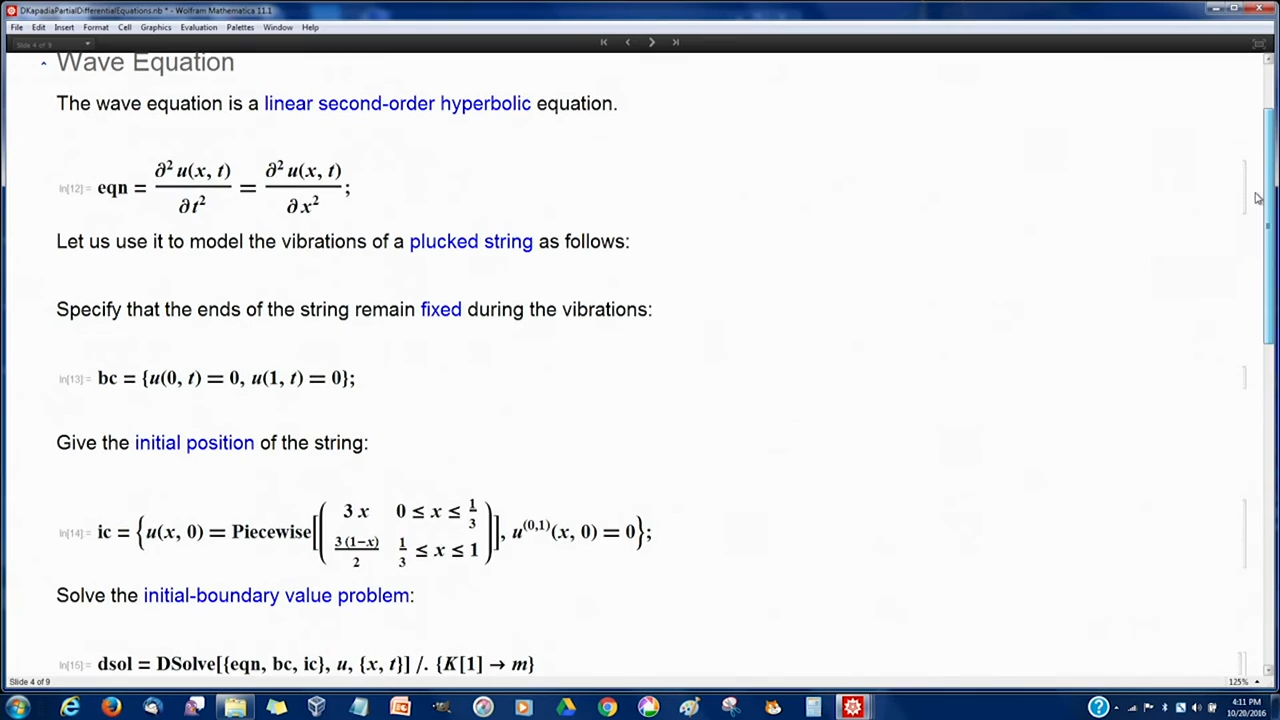 DKapadiaPartialDifferentialEquations.nb * - Wolfram Mathematica 11.1
File Edit Insert Format Cell Graphics Evaluation Palettes Window Help
Slide 4 of 9
Wave Equation
The wave equation is a linear second-order hyperbolic equation.
In[12]:= eqn = ∂² u(x, t) / ∂t² = ∂² u(x, t) / ∂x² ;
Let us use it to model the vibrations of a plucked string as follows:
Specify that the ends of the string remain fixed during the vibrations:
In[13]:= bc = {u(0, t) = 0, u(1, t) = 0};
Give the initial position of the string:
In[14]:= ic = {u(x, 0) = Piecewise[( 3 x 0 ≤ x ≤ 1/3
3 (1−x)/2 1/3 ≤ x ≤ 1 )], u^(0,1)(x, 0) = 0};
Solve the initial-boundary value problem:
In[15]:= dsol = DSolve[{eqn, bc, ic}, u, {x, t}] /. {K[1] → m}
Slide 4 of 9
125%
4:11 PM
10/20/2016